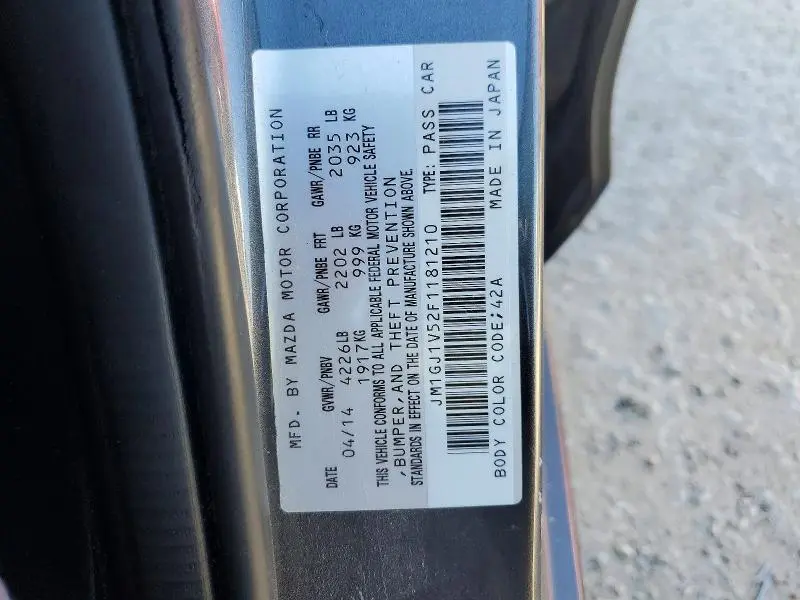 MFD. BY MAZDA MOTOR CORPORATION
DATE GVWR/PNBV GAWR/PNBE FRT GAWR/PNBE RR
04/14 4226LB 2202 LB 2035 LB
1917KG 999 KG 923 KG
THIS VEHICLE CONFORMS TO ALL APPLICABLE FEDERAL MOTOR VEHICLE SAFETY
,BUMPER,AND THEFT PREVENTION
STANDARDS IN EFFECT ON THE DATE OF MANUFACTURE SHOWN ABOVE.
JM1GJ1V52F1181210 TYPE: PASS CAR
BODY COLOR CODE;42A MADE IN JAPAN